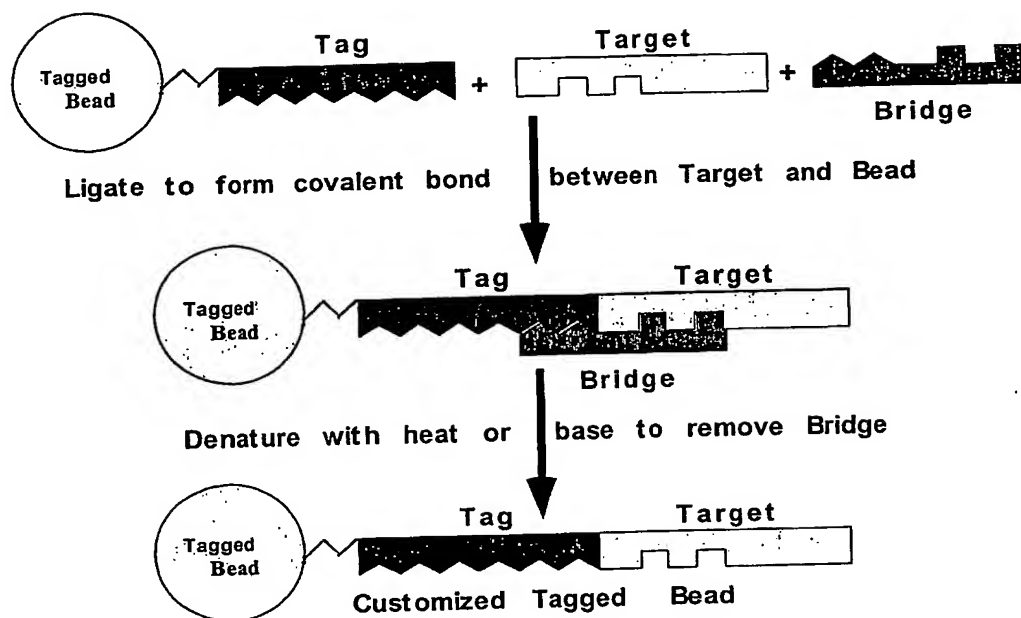 Tag
Target
Tagged
Bead
+
+
Bridge
Ligate to form covalent bond between Target and Bead
Tag
Target
Tagged
Bead
Bridge
Denature with heat or base to remove Bridge
Tag
Target
Tagged
Bead
Customized Tagged Bead